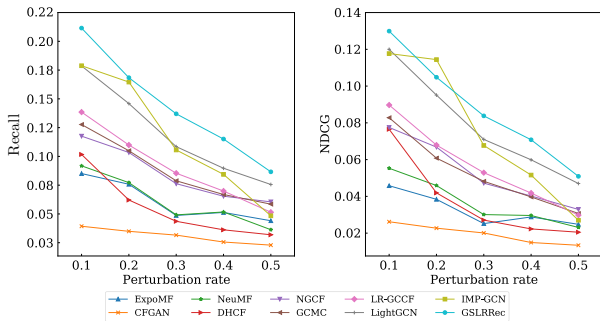 0.22
0.20
0.18
0.15
0.12
0.10
0.08
0.05
0.03
Recall
0.1 0.2 0.3 0.4 0.5
Perturbation rate
0.14
0.12
0.10
0.08
0.06
0.04
0.02
NDCG
0.1 0.2 0.3 0.4 0.5
Perturbation rate
ExpoMF NeuMF NGCF LR-GCCF IMP-GCN
CFGAN DHCF GCMC LightGCN GSLRRec